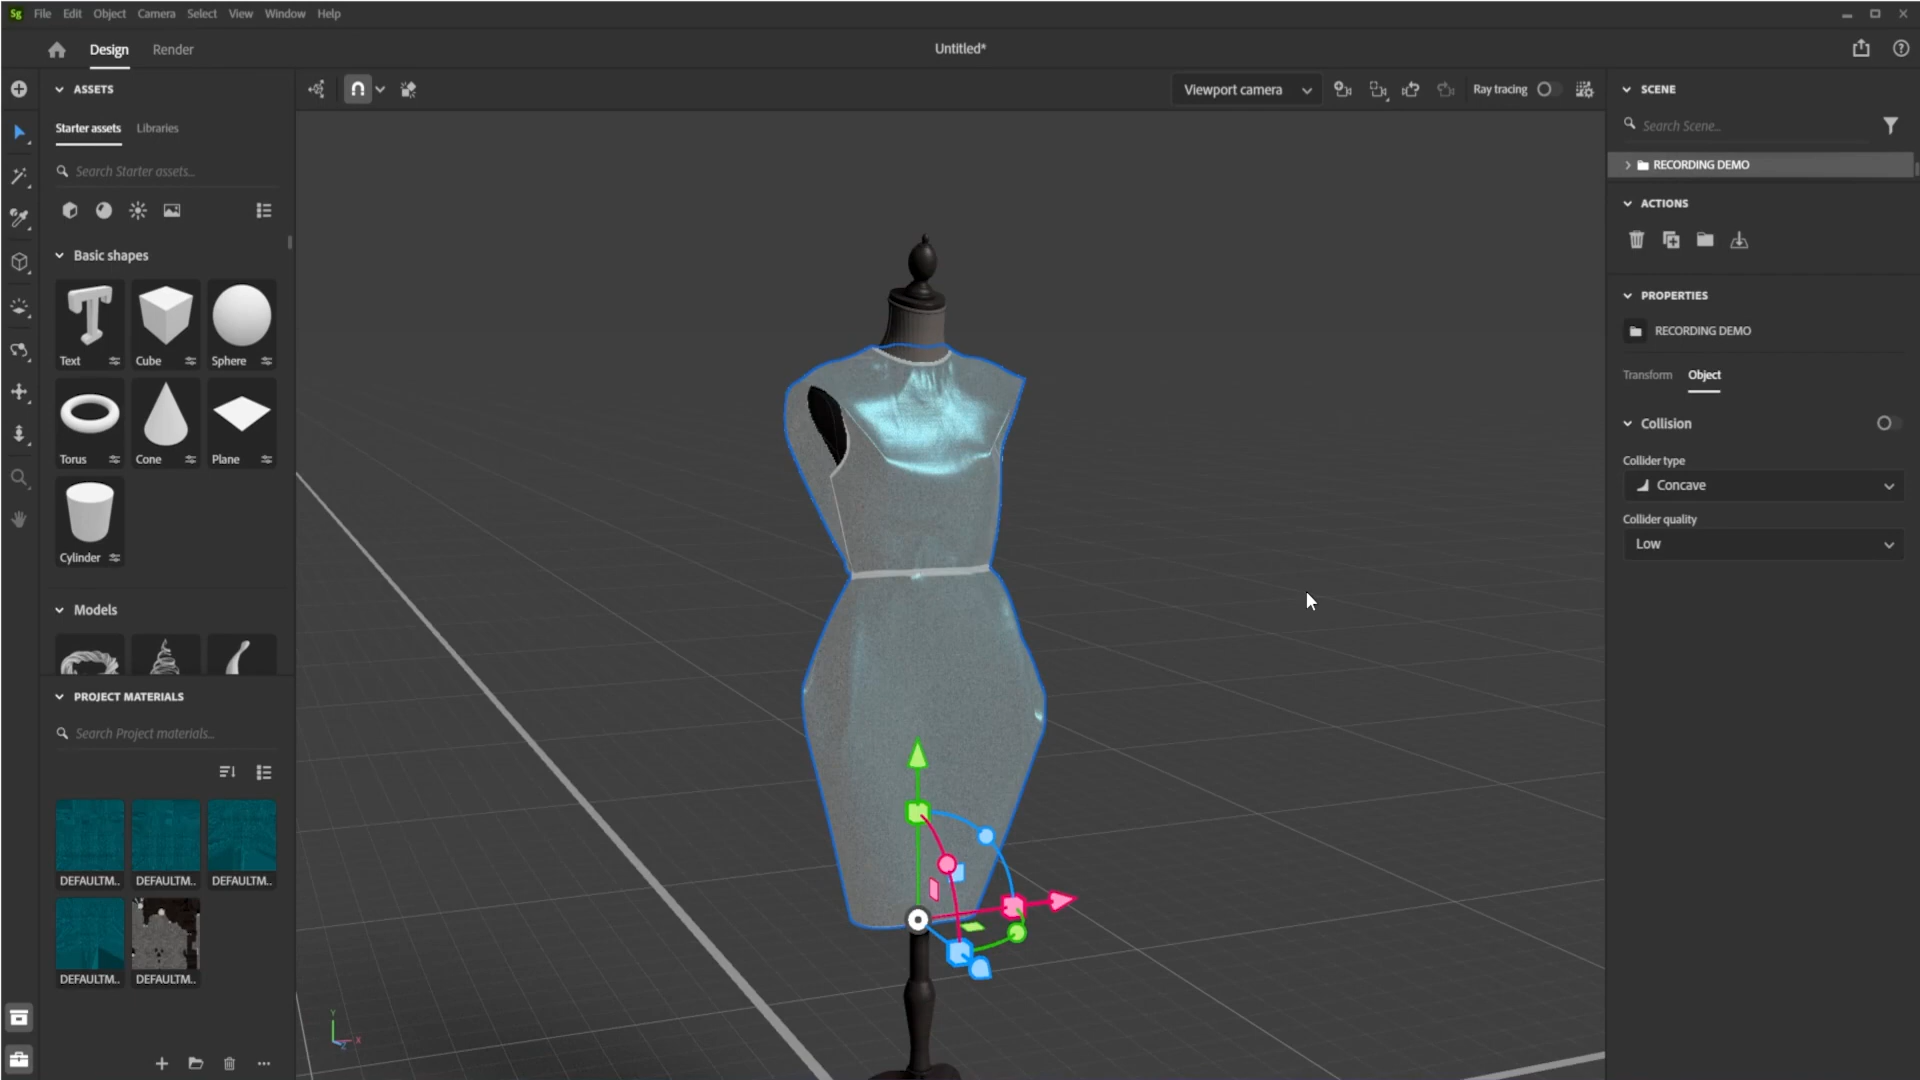 Sg File Edit Object Camera Select View Window Help
Design Render Untitled*
ASSETS
Starter assets Libraries
Search Starter assets...
Basic shapes
Text Cube Sphere
Torus Cone Plane
Cylinder
Models
PROJECT MATERIALS
Search Project materials...
DEFAULTM.. DEFAULTM.. DEFAULTM..
DEFAULTM.. DEFAULTM..
Viewport camera Ray tracing
Y
X
Z
SCENE
Search Scene...
RECORDING DEMO
ACTIONS
PROPERTIES
RECORDING DEMO
Transform Object
Collision
Collider type
Concave
Collider quality
Low